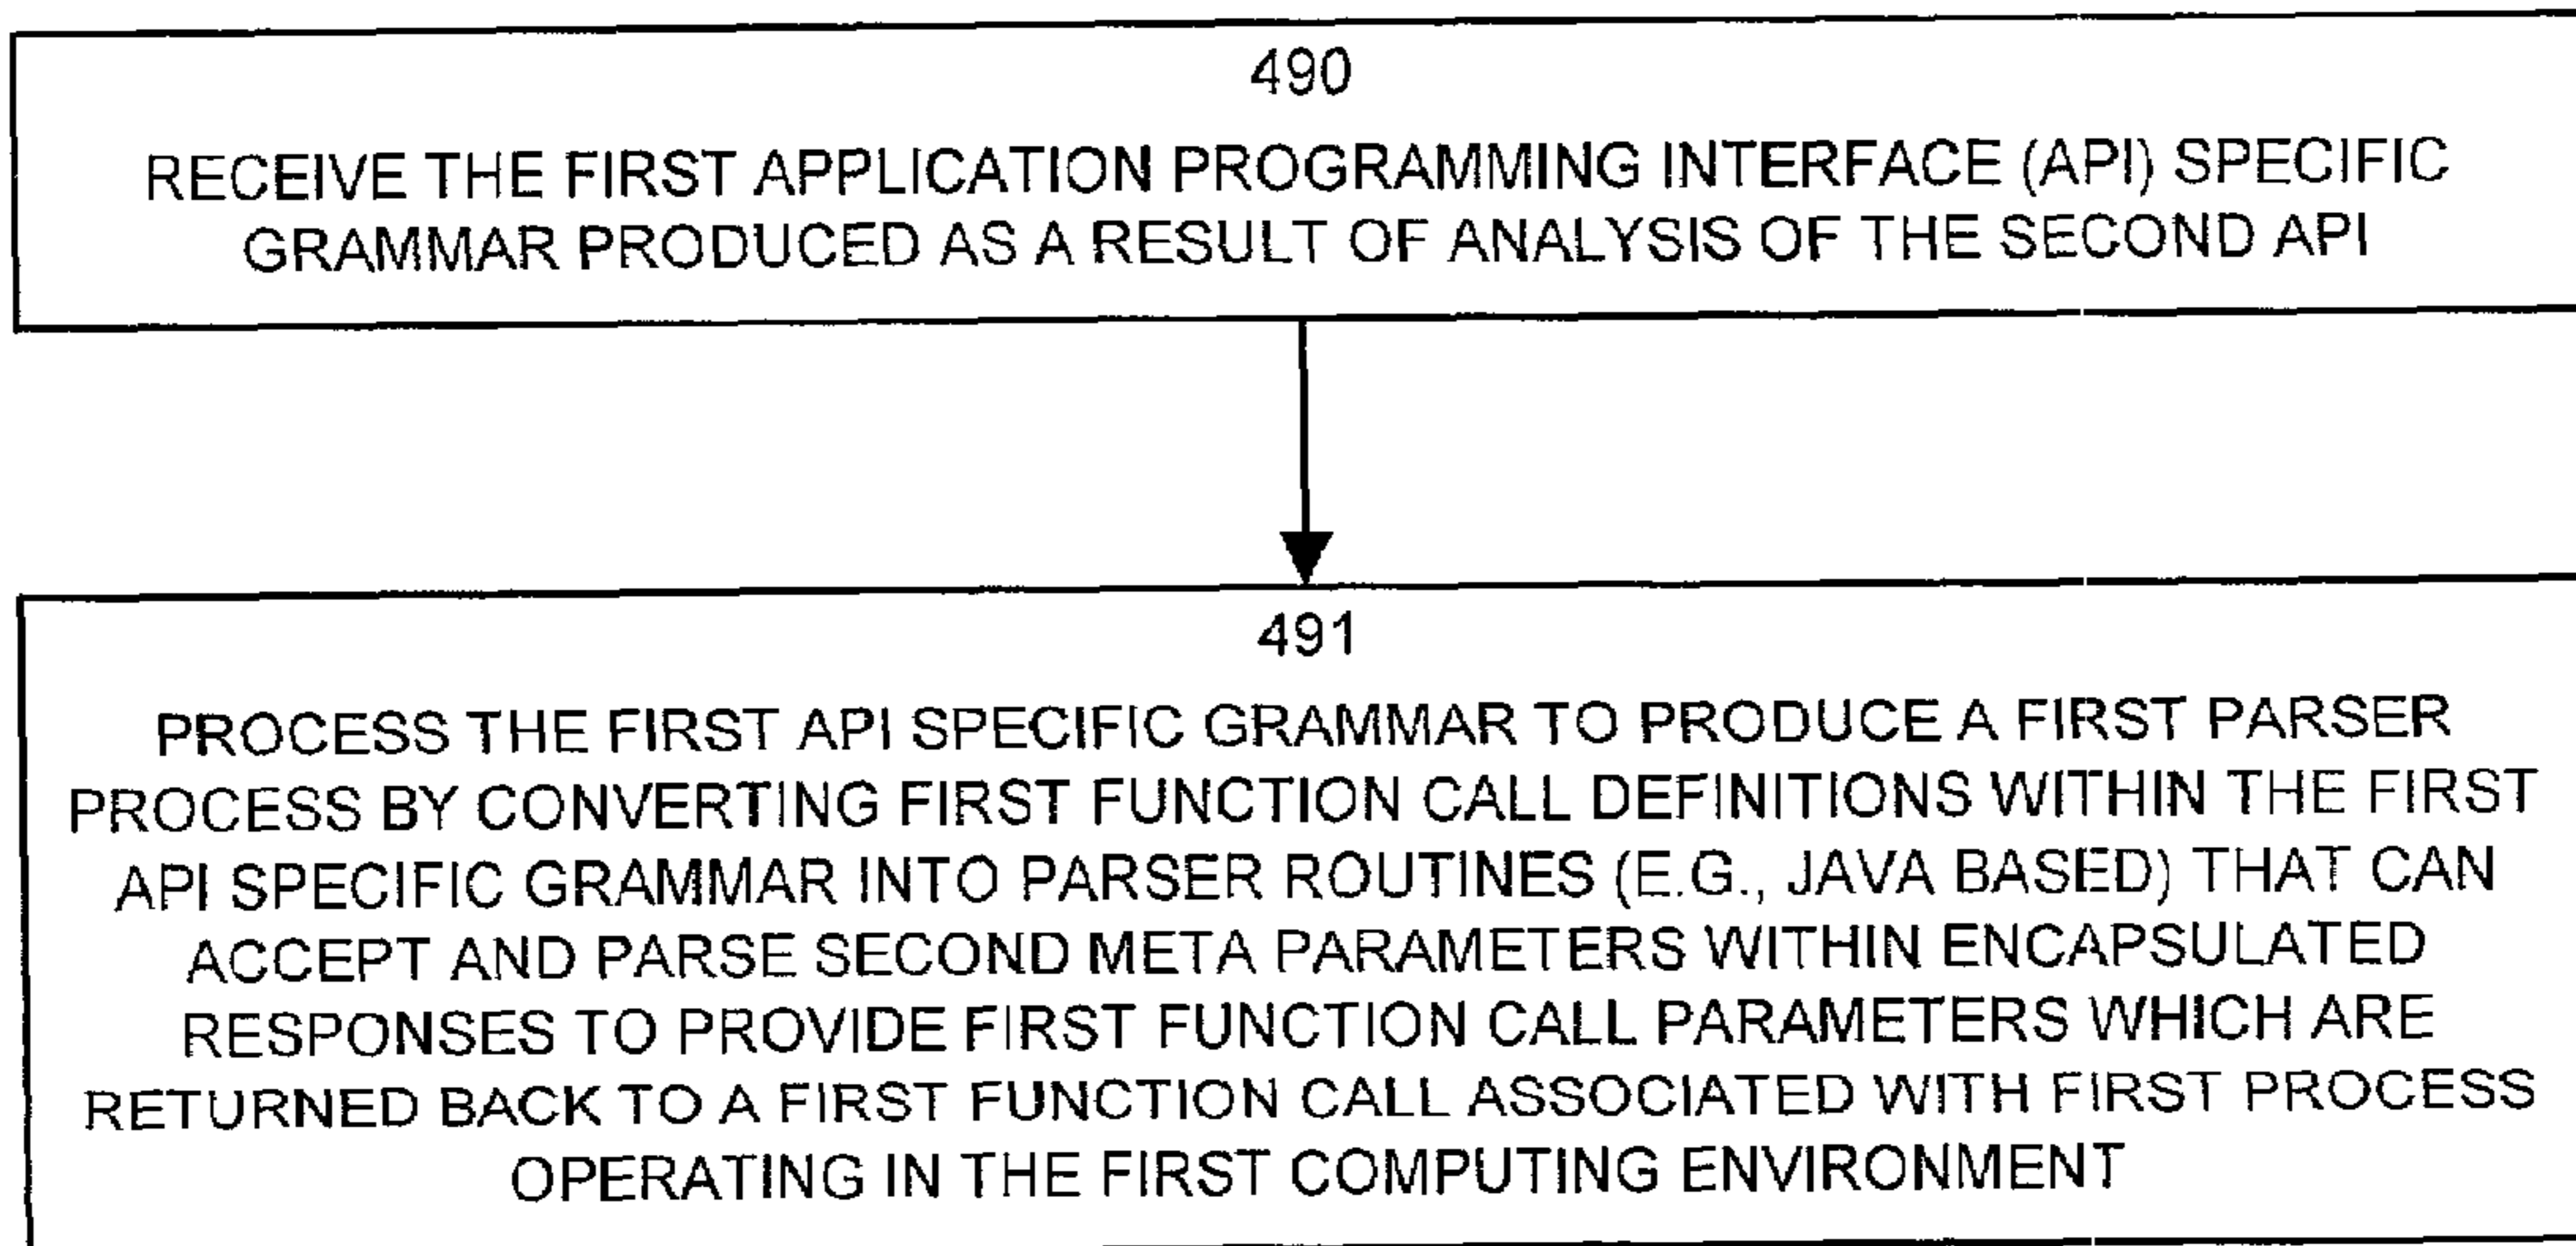 490
RECEIVE THE FIRST APPLICATION PROGRAMMING INTERFACE (API) SPECIFIC
GRAMMAR PRODUCED AS A RESULT OF ANALYSIS OF THE SECOND API
491
PROCESS THE FIRST API SPECIFIC GRAMMAR TO PRODUCE A FIRST PARSER
PROCESS BY CONVERTING FIRST FUNCTION CALL DEFINITIONS WITHIN THE FIRST
API SPECIFIC GRAMMAR INTO PARSER ROUTINES (E.G., JAVA BASED) THAT CAN
ACCEPT AND PARSE SECOND META PARAMETERS WITHIN ENCAPSULATED
RESPONSES TO PROVIDE FIRST FUNCTION CALL PARAMETERS WHICH ARE
RETURNED BACK TO A FIRST FUNCTION CALL ASSOCIATED WITH FIRST PROCESS
OPERATING IN THE FIRST COMPUTING ENVIRONMENT